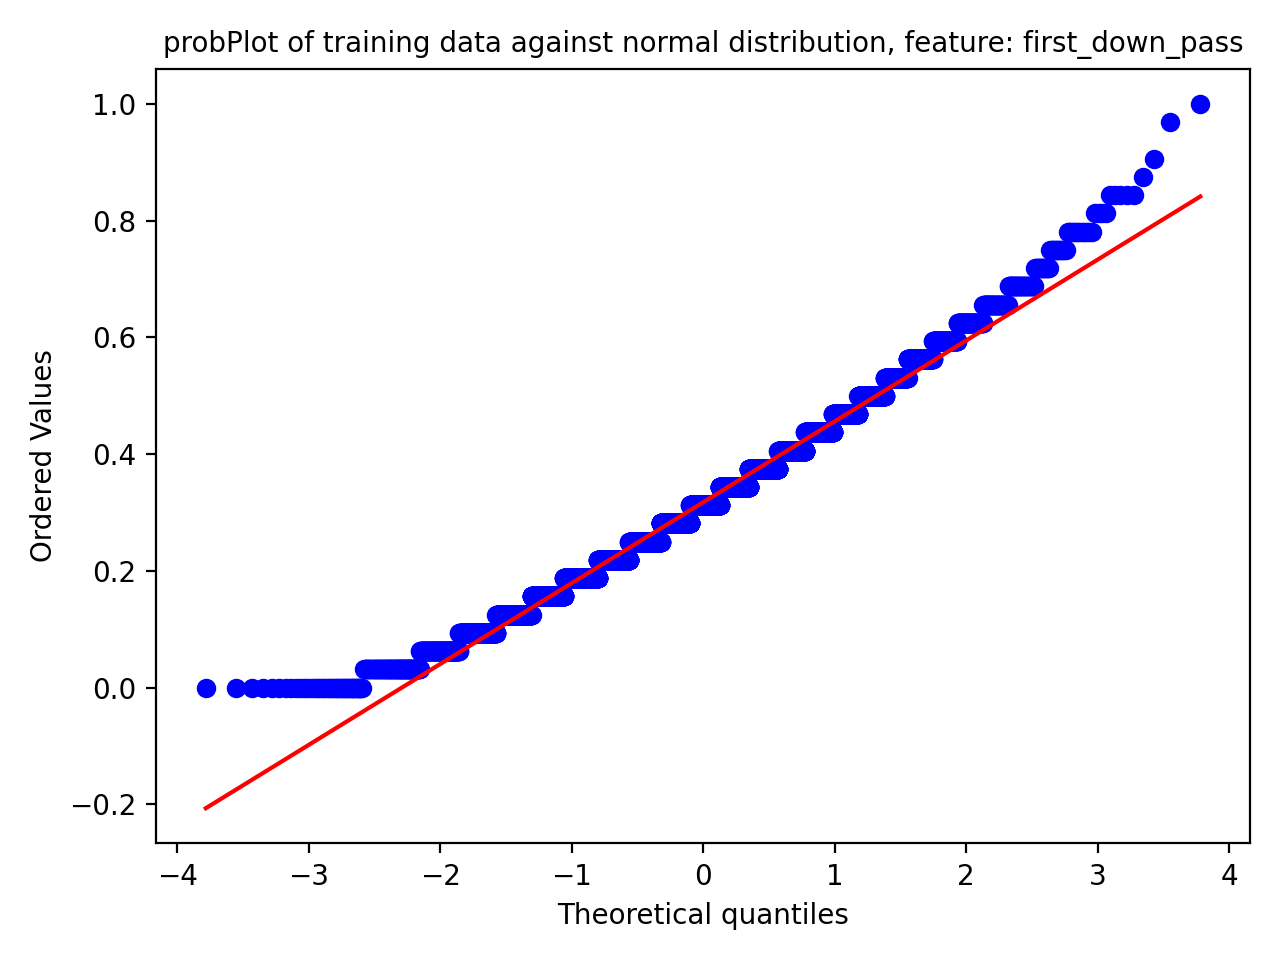 probPlot of training data against normal distribution, feature: first_down_pass
1.0
0.8
0.6
0.4
0.2
0.0
−0.2
Ordered Values
−4 −3 −2 −1 0 1 2 3 4
Theoretical quantiles